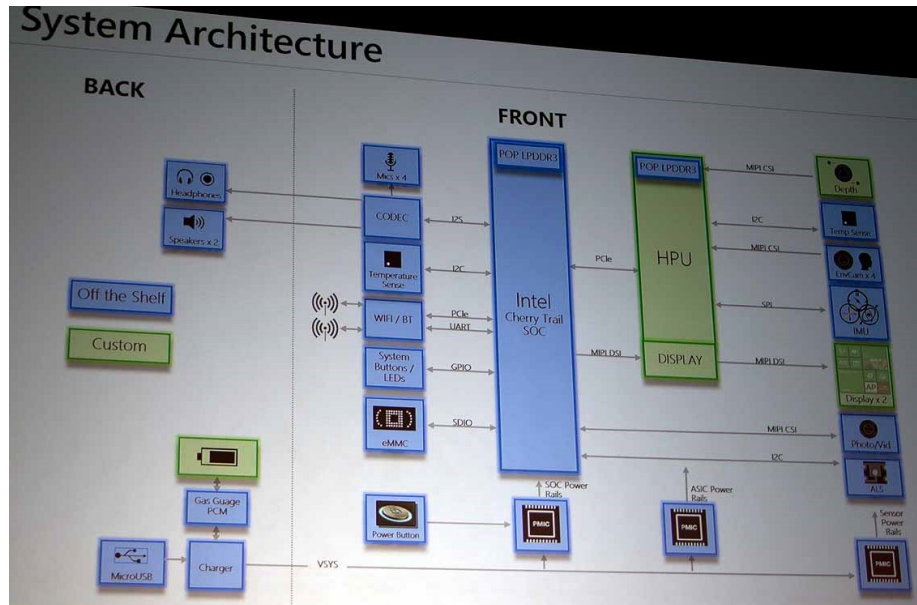 System Architecture
BACK
FRONT
POP LPDDR3
Mics x 4
Headphones
CODEC
I2S
Speakers x 2
Temperature
Sense
I2C
Off the Shelf
Custom
WIFI / BT
PCIe
UART
System
Buttons /
LEDs
GPIO
eMMC
SDIO
Intel
Cherry Trail
SOC
PCIe
MIPI DSI
POP LPDDR3
HPU
DISPLAY
MIPI CSI
Depth
I2C
Temp Sense
MIPI CSI
EnvCam x 4
SPI
IMU
MIPI DSI
AP
Display x 2
MIPI CSI
Photo/Vid
I2C
ALS
Gas Guage
PCM
MicroUSB
Charger
VSYS
Power Button
SOC Power
Rails
PMIC
ASIC Power
Rails
PMIC
Sensor
Power
Rails
PMIC